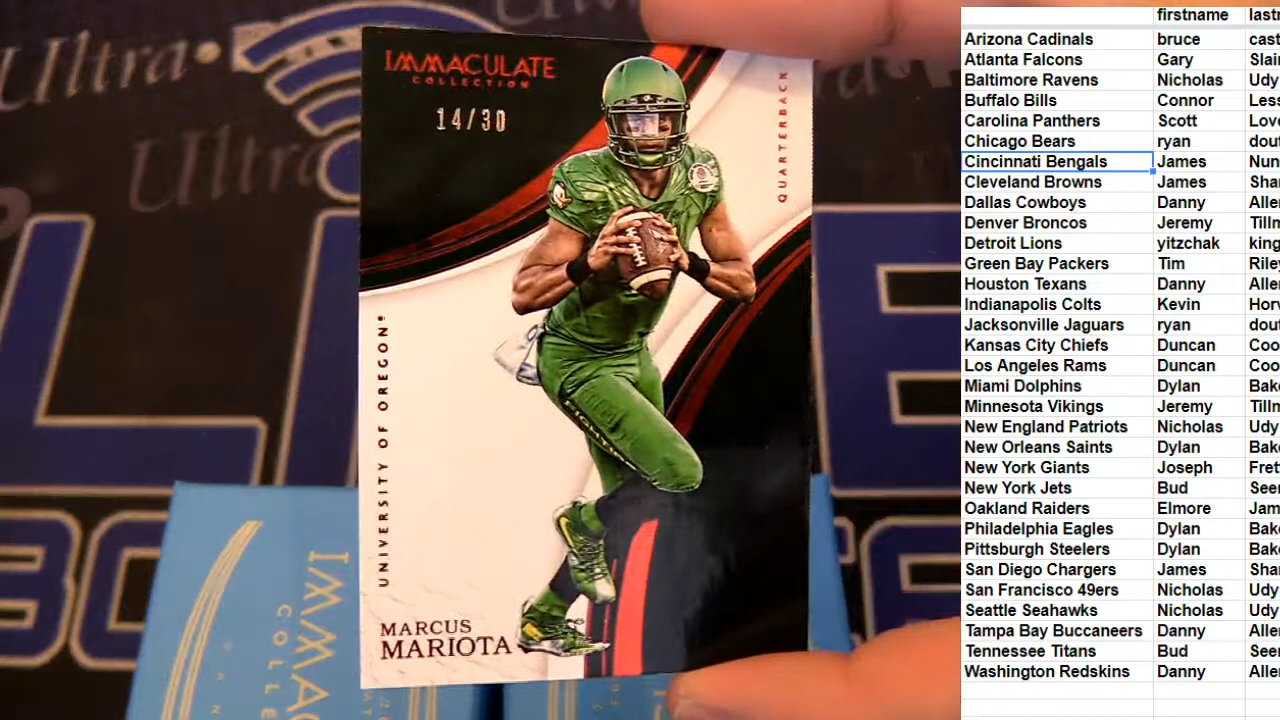 Ultra
Ultra
IMMACULATE
COLLECTION
14/30
QUARTERBACK
UNIVERSITY OF OREGON®
MARCUS
MARIOTA
firstname
Arizona Cadinals bruce
Atlanta Falcons Gary
Baltimore Ravens Nicholas Udy
Buffalo Bills Connor
Carolina Panthers Scott
Chicago Bears ryan
Cincinnati Bengals James
Cleveland Browns James
Dallas Cowboys Danny
Denver Broncos Jeremy
Detroit Lions yitzchak
Green Bay Packers Tim
Houston Texans Danny
Indianapolis Colts Kevin
Jacksonville Jaguars ryan
Kansas City Chiefs Duncan
Los Angeles Rams Duncan
Miami Dolphins Dylan
Minnesota Vikings Jeremy
New England Patriots Nicholas Udy
New Orleans Saints Dylan
New York Giants Joseph
New York Jets Bud
Oakland Raiders Elmore
Philadelphia Eagles Dylan
Pittsburgh Steelers Dylan
San Diego Chargers James
San Francisco 49ers Nicholas Udy
Seattle Seahawks Nicholas Udy
Tampa Bay Buccaneers Danny
Tennessee Titans Bud
Washington Redskins Danny